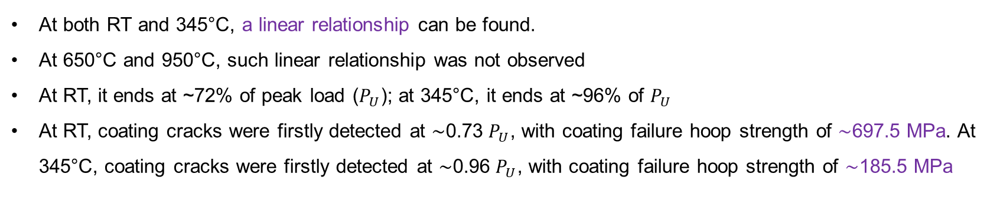 • At both RT and 345°C, a linear relationship can be found.
• At 650°C and 950°C, such linear relationship was not observed
• At RT, it ends at ~72% of peak load (P_U); at 345°C, it ends at ~96% of P_U
• At RT, coating cracks were firstly detected at ~0.73 P_U, with coating failure hoop strength of ~697.5 MPa. At
345°C, coating cracks were firstly detected at ~0.96 P_U, with coating failure hoop strength of ~185.5 MPa